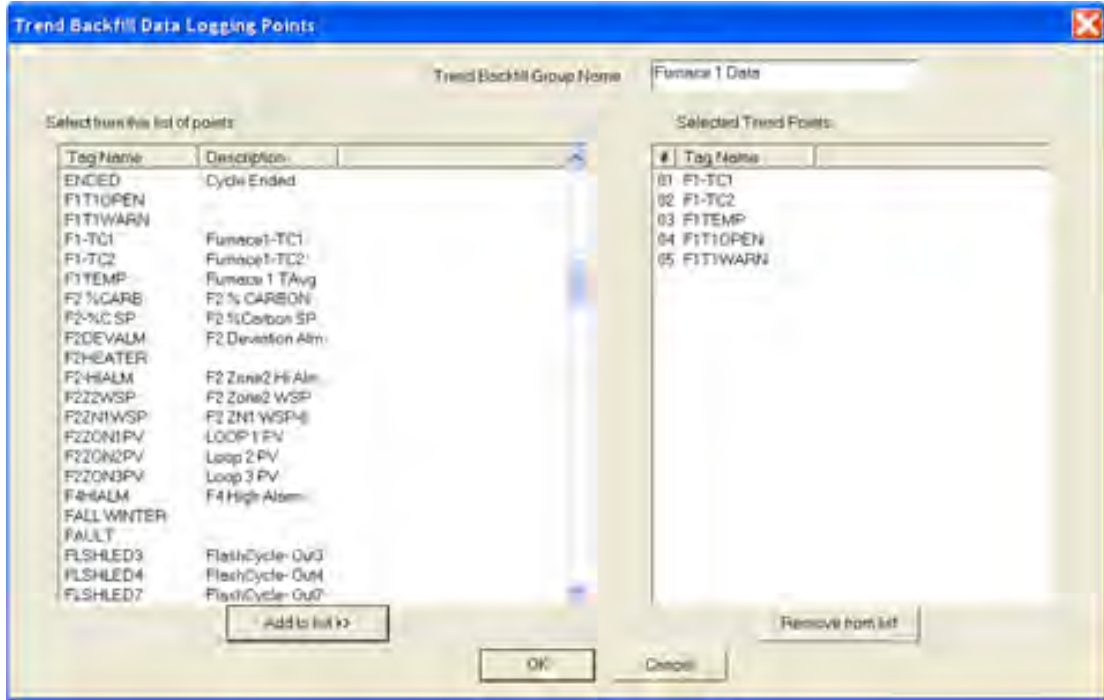 Trend Backfill Data Logging Points
Trend Backfill Group Name Furnace 1 Data
Select from this list of points
Selected Trend Points
Tag Name Description
ENDED Cycle Ended
F1T1OPEN
F1T1WARN
F1-TC1 Furnace1-TC1
F1-TC2 Furnace1-TC2
F1TEMP Furnace 1 TAvg
F2 %CARB F2 % CARBON
F2-%C SP F2 %Carbon SP
F2DEVALM F2 Deviation Alm
F2HEATER
F2-HIALM F2 Zone2 Hi Alm
F2Z2WSP F2 Zone2 WSP
F2ZN1WSP F2 ZN1 WSP
F2ZON1PV LOOP 1 PV
F2ZON2PV Loop 2 PV
F2ZON3PV Loop 3 PV
F4HIALM F4 High Alarm
FALL WINTER
FAULT
FLSHLED3 FlashCycle- Out3
FLSHLED4 FlashCycle- Out4
FLSHLED7 FlashCycle- Out7
# Tag Name
01 F1-TC1
02 F1-TC2
03 F1TEMP
04 F1T1OPEN
05 F1T1WARN
Add to list >>
Remove from list
OK
Cancel